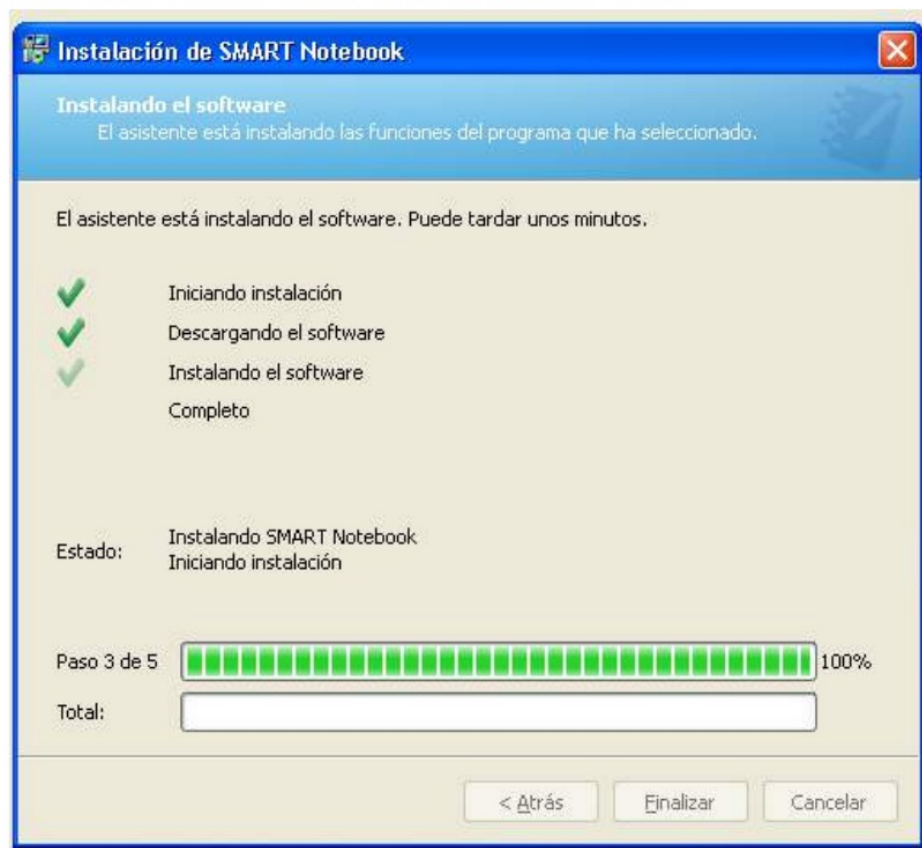 Instalación de SMART Notebook
Instalando el software
El asistente está instalando las funciones del programa que ha seleccionado.
El asistente está instalando el software. Puede tardar unos minutos.
Iniciando instalación
Descargando el software
Instalando el software
Completo
Estado:
Instalando SMART Notebook
Iniciando instalación
Paso 3 de 5 100%
Total:
< Atrás Finalizar Cancelar